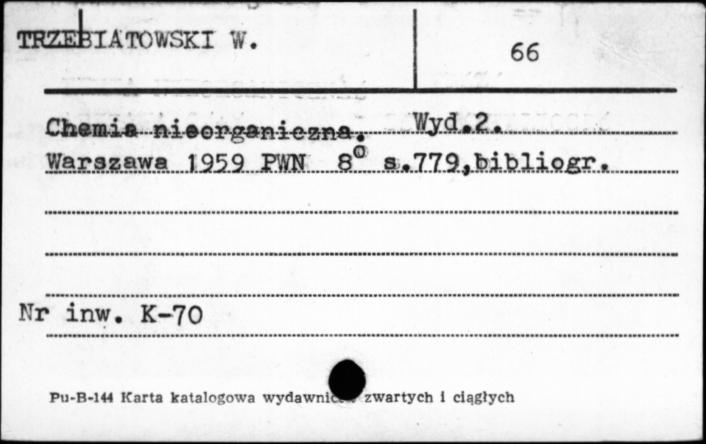 TRZEBIATOWSKI W.
66
Chemia nieorganiczna. Wyd.2.
Warszawa 1959 PWN 8° s.779,bibliogr.
Nr inw. K-70
Pu-B-144 Karta katalogowa zwartych i ciągłych